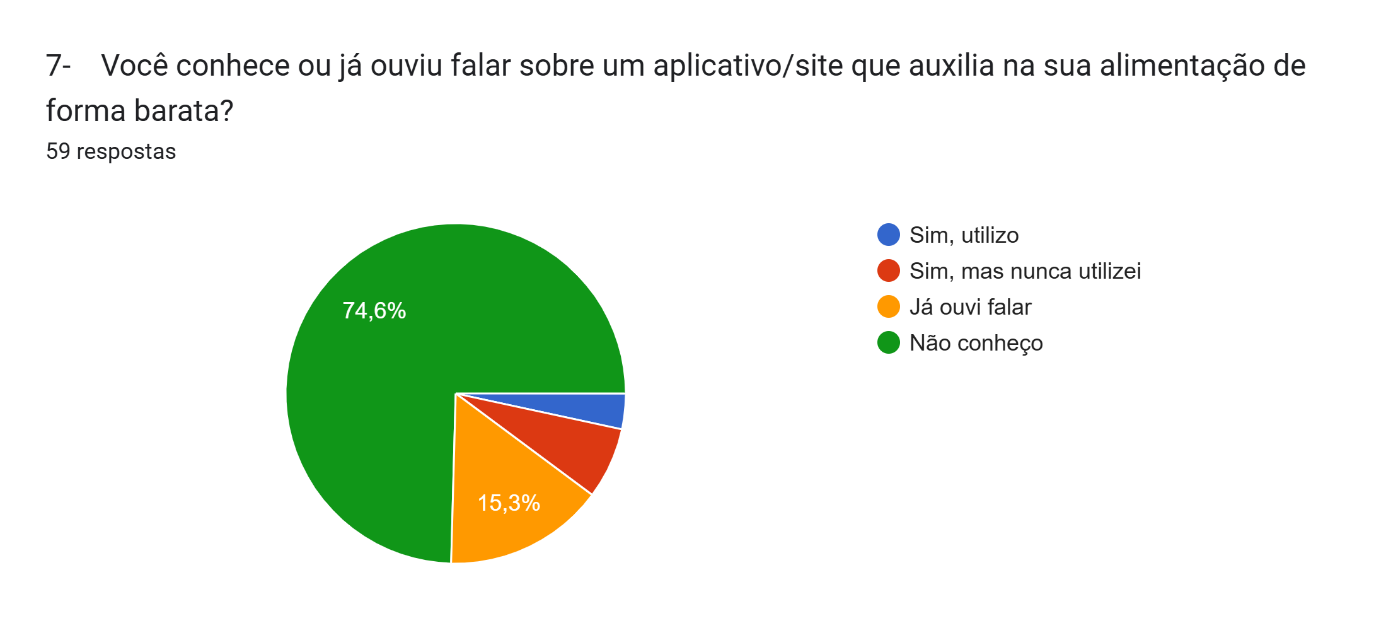 7- Você conhece ou já ouviu falar sobre um aplicativo/site que auxilia na sua alimentação de
forma barata?
59 respostas
Sim, utilizo
Sim, mas nunca utilizei
Já ouvi falar
Não conheço
74,6%
15,3%